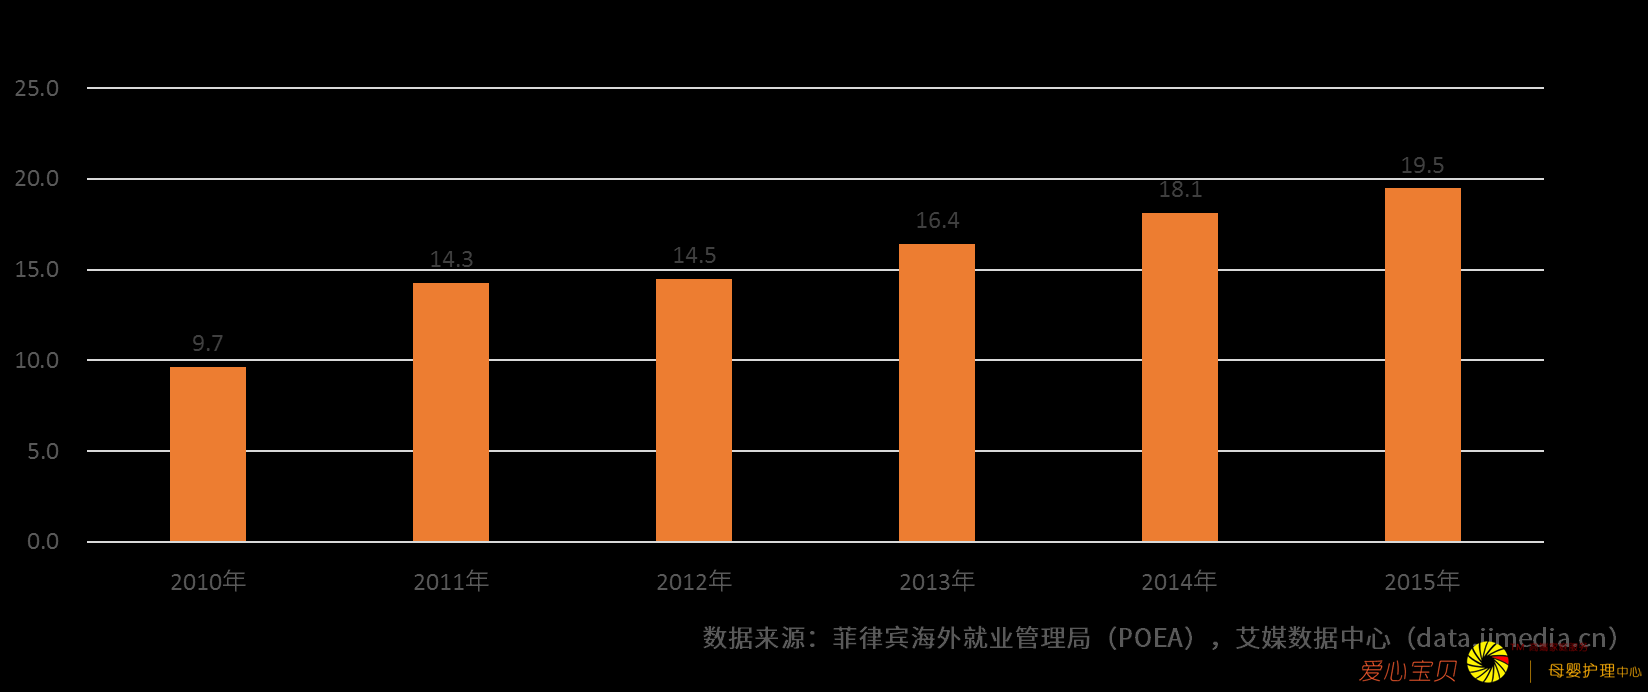 25.0
20.0
15.0
10.0
5.0
0.0
9.7
14.3
14.5
16.4
18.1
19.5
2010年
2011年
2012年
2013年
2014年
2015年
数据来源：菲律宾海外就业管理局（POEA），艾媒数据中心（data.iimedia.cn）
爱心宝贝
母婴护理中心